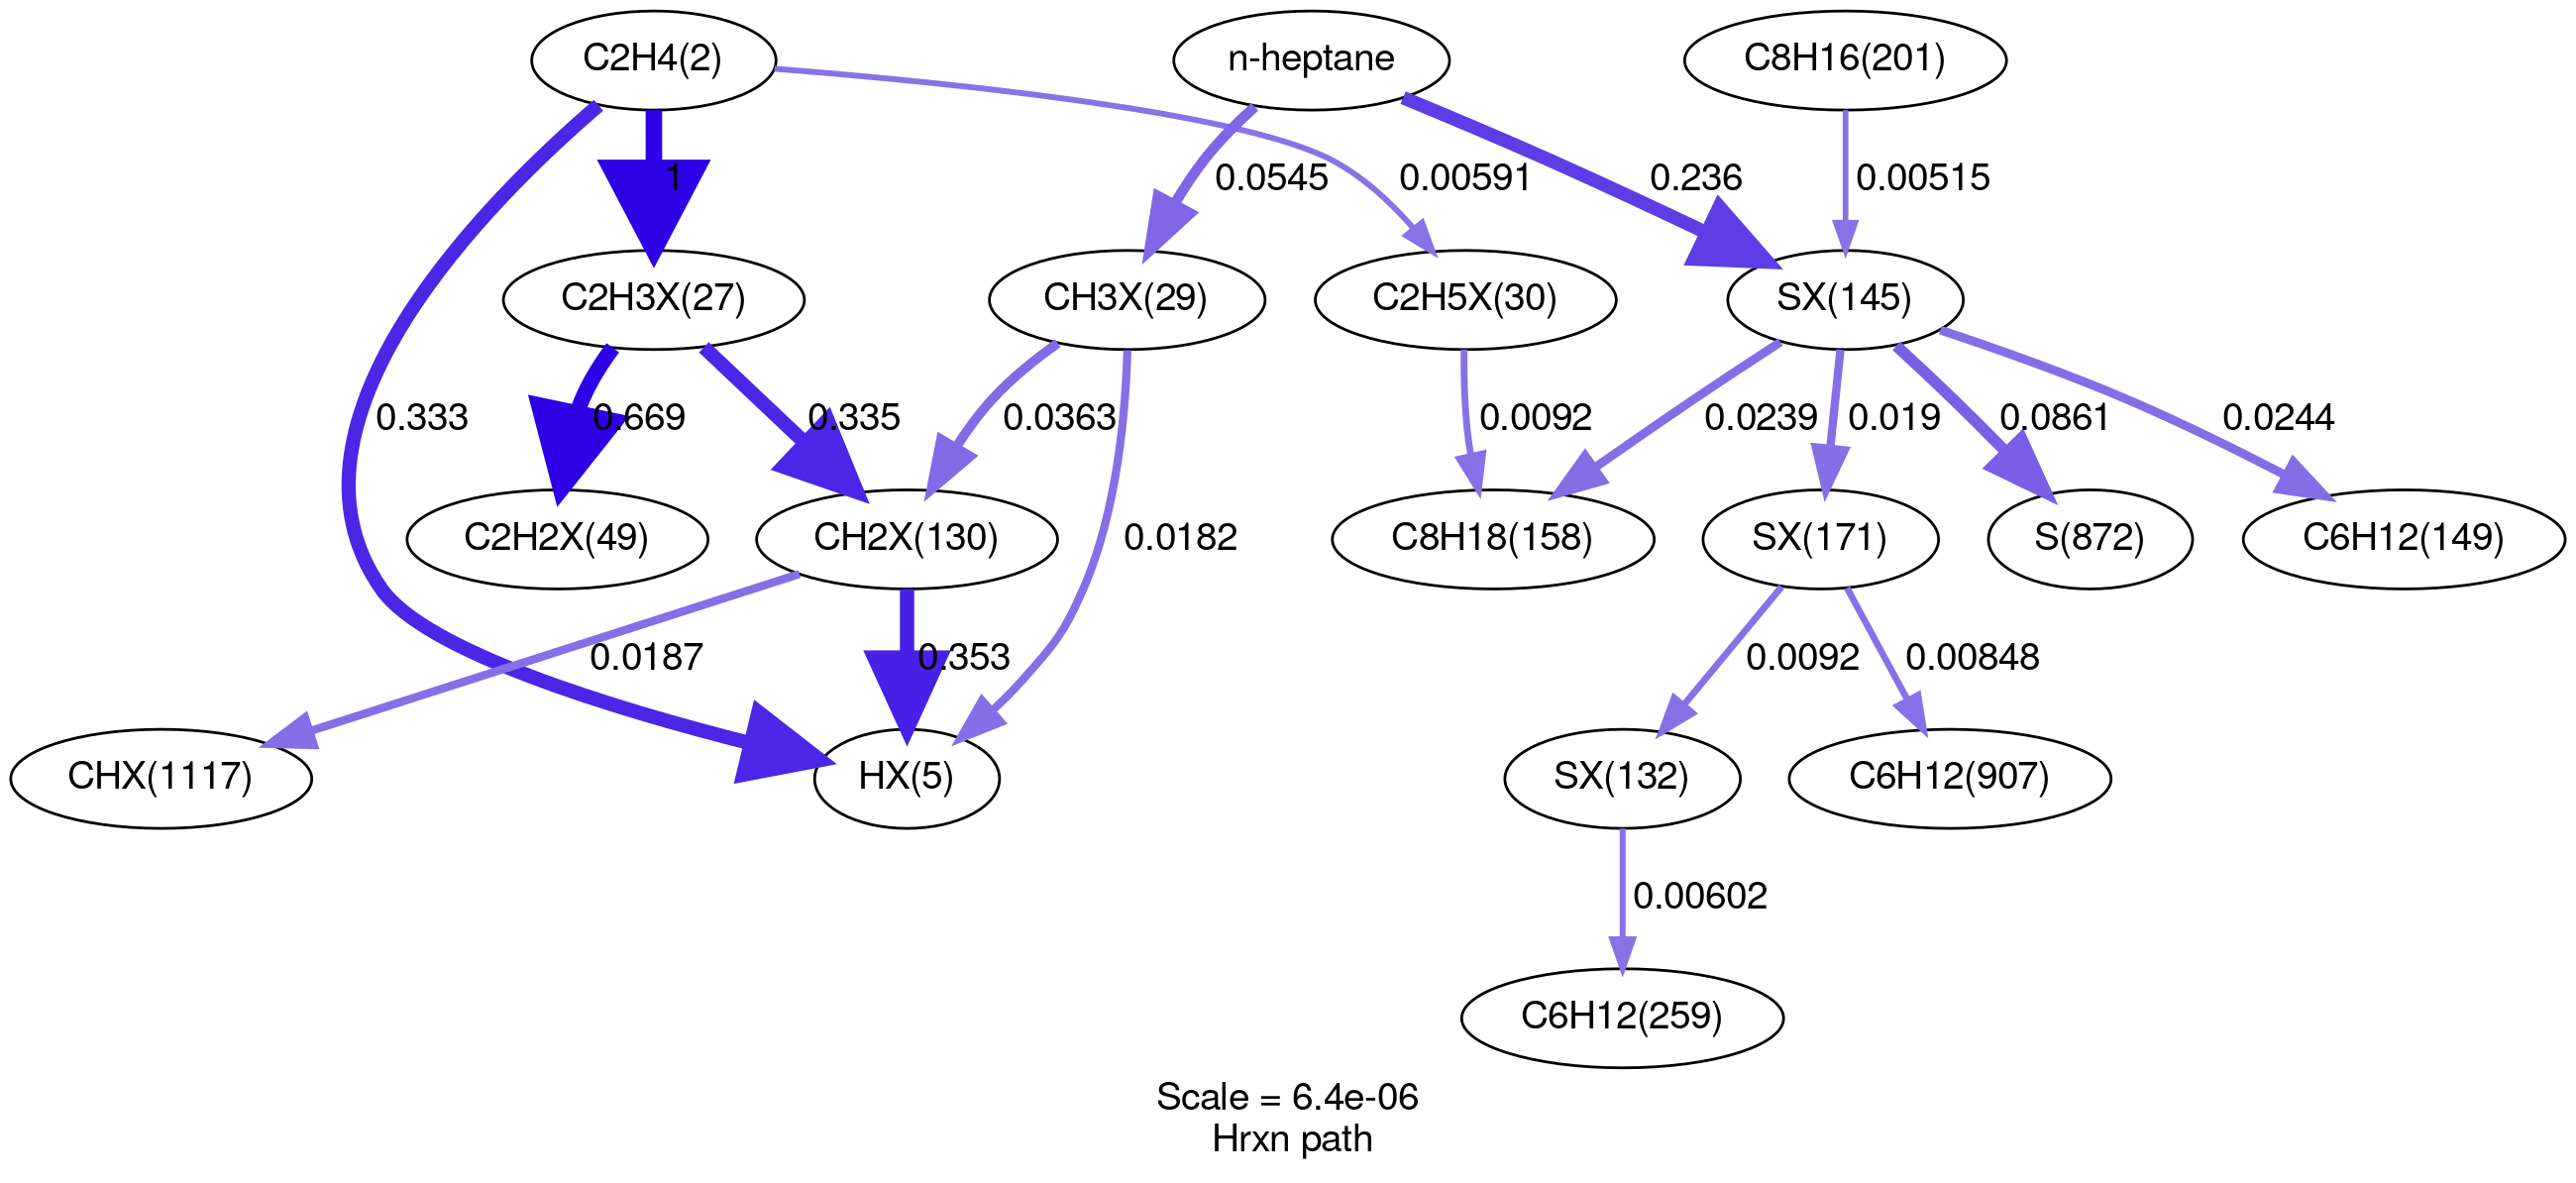 C2H4(2)
n-heptane
C8H16(201)
1
0.0545
0.00591
0.236
0.00515
C2H3X(27)
CH3X(29)
C2H5X(30)
SX(145)
0.333
0.669
0.335
0.0363
0.0182
0.0092
0.0239
0.019
0.0861
0.0244
C2H2X(49)
CH2X(130)
C8H18(158)
SX(171)
S(872)
C6H12(149)
0.0187
0.353
0.0092
0.00848
CHX(1117)
HX(5)
SX(132)
C6H12(907)
0.00602
C6H12(259)
Scale = 6.4e-06
Hrxn path